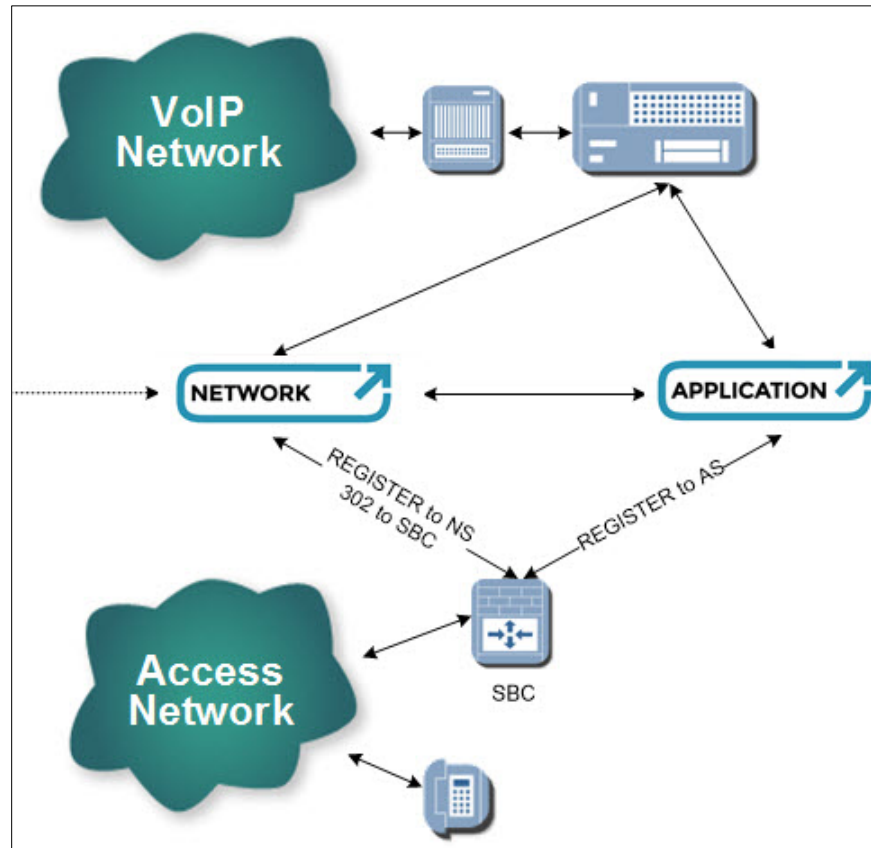 VoIP
Network
NETWORK
APPLICATION
REGISTER to NS
302 to SBC
REGISTER to AS
Access
Network
SBC